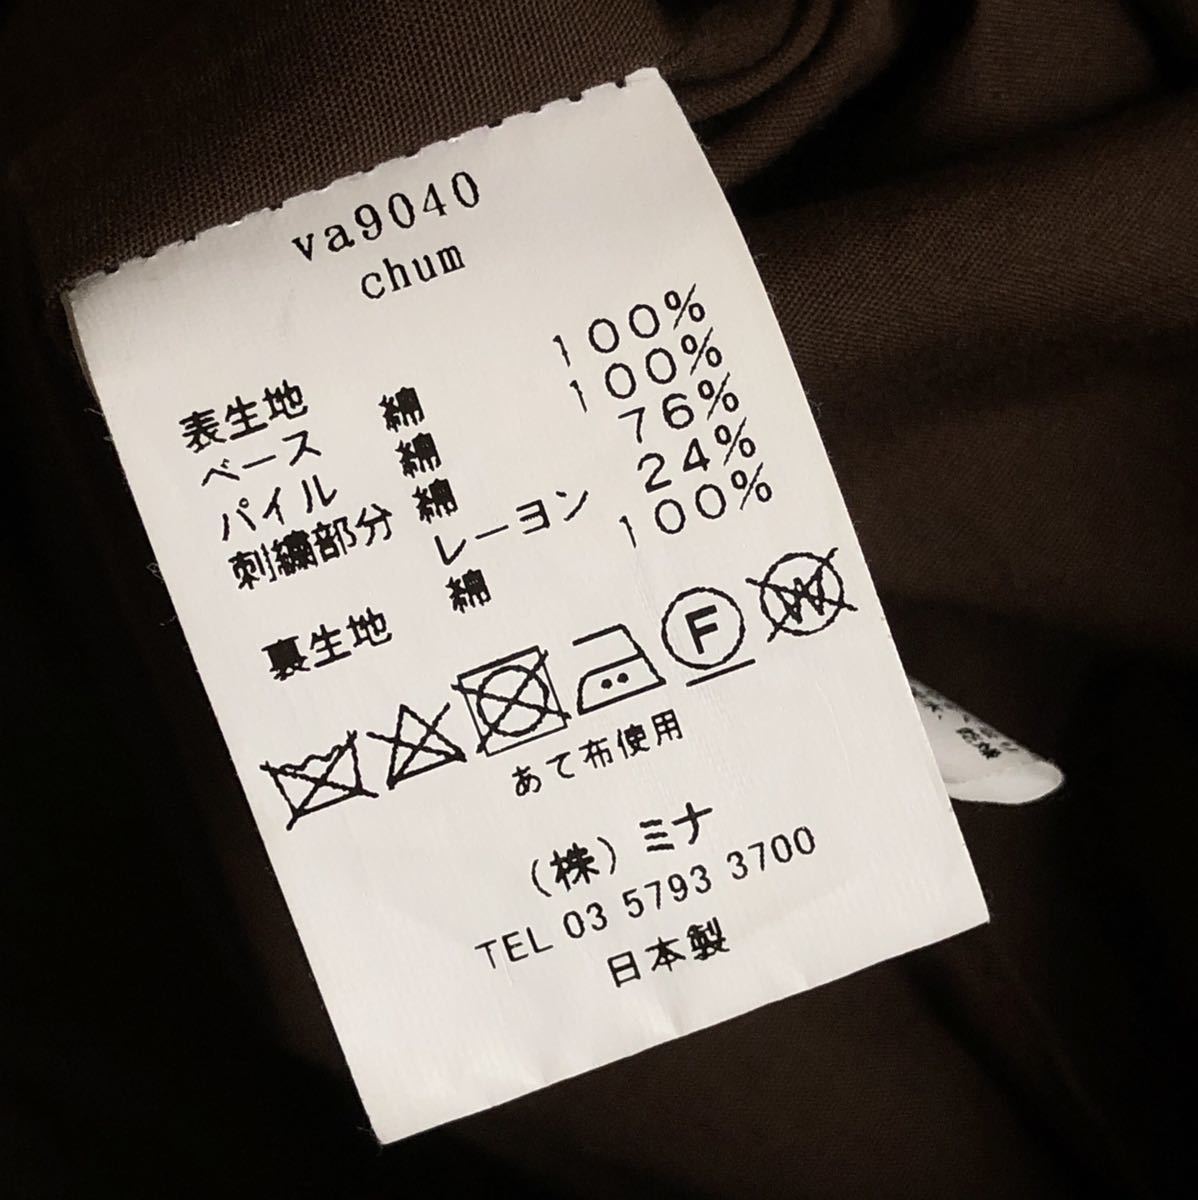 va9040
chum
表生地
ベース 綿 100%
パイル 綿 100%
刺繍部分 綿 76%
レーヨン 24%
裏生地 綿 100%
F
W
あて布使用
(株) ミナ
TEL 03 5793 3700
日本製